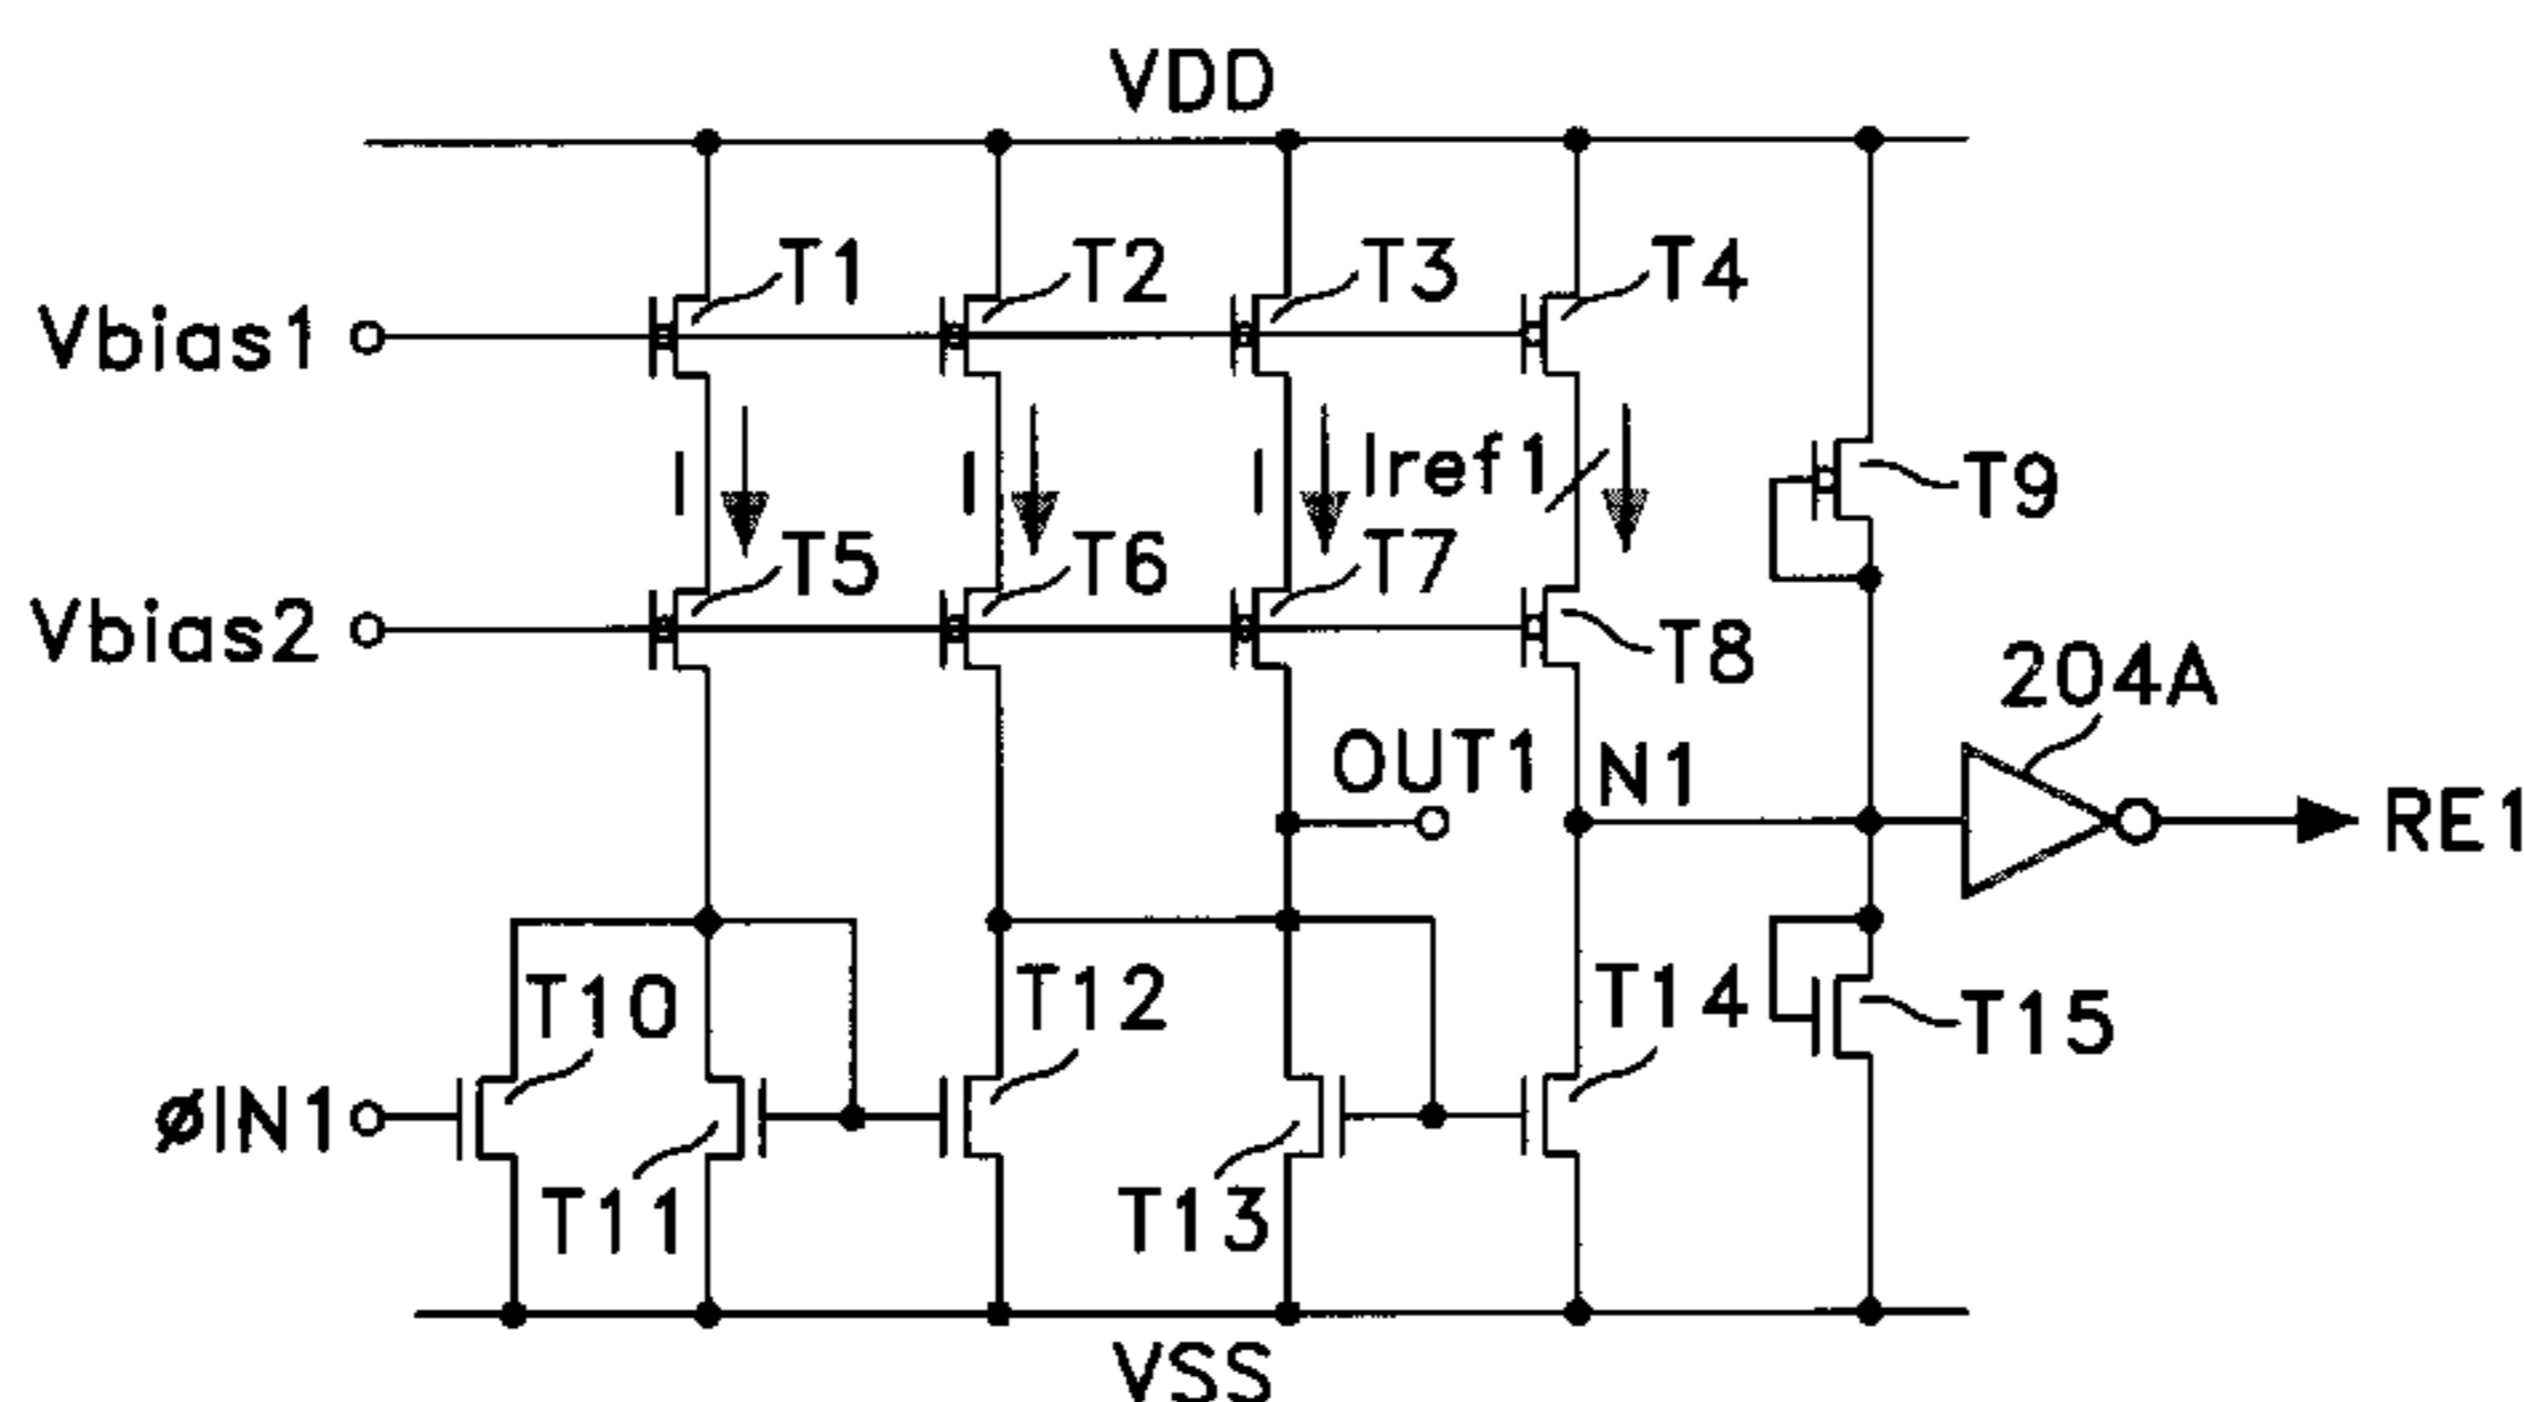 VDD
T1 T2 T3 T4
Vbias1
I I I Iref1
T9
T5 T6 T7
Vbias2
T8
204A
OUT1 N1
RE1
T10 T12 T14
T15
øIN1
T11 T13
VSS